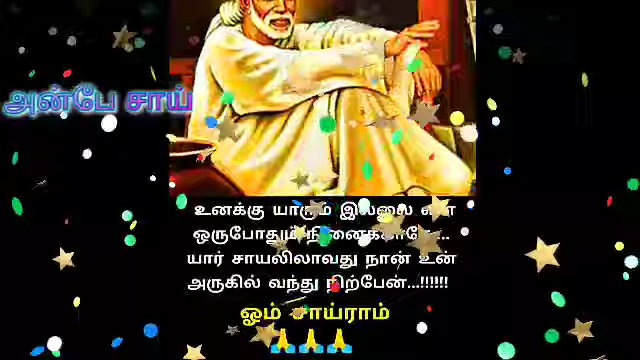 அன்பே சாய்
உனக்கு யாரும் இல்லை என
ஒருபோதும் நினைக்காதே...
யார் சாயலிலாவது நான் உன்
அருகில் வந்து நிற்பேன்...!!!!!!
ஓம் சாய்ராம்
🙏🙏🙏